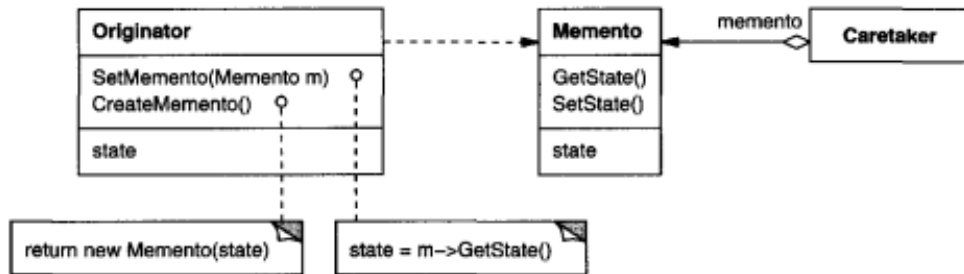 Originator
SetMemento(Memento m)
CreateMemento()
state
Memento
GetState()
SetState()
state
memento
Caretaker
return new Memento(state)
state = m->GetState()